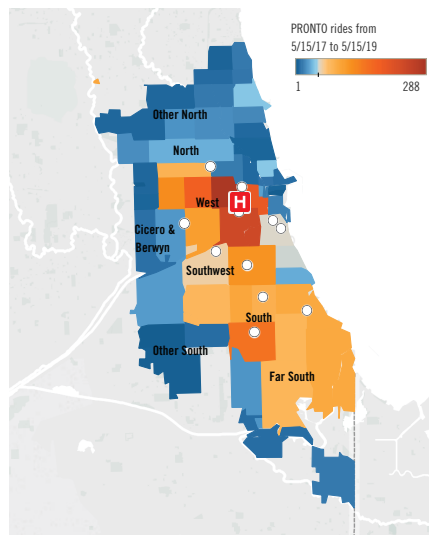 PRONTO rides from
5/15/17 to 5/15/19
1 288
Other North
North
West
H
Cicero &
Berwyn
Southwest
South
Other South
Far South